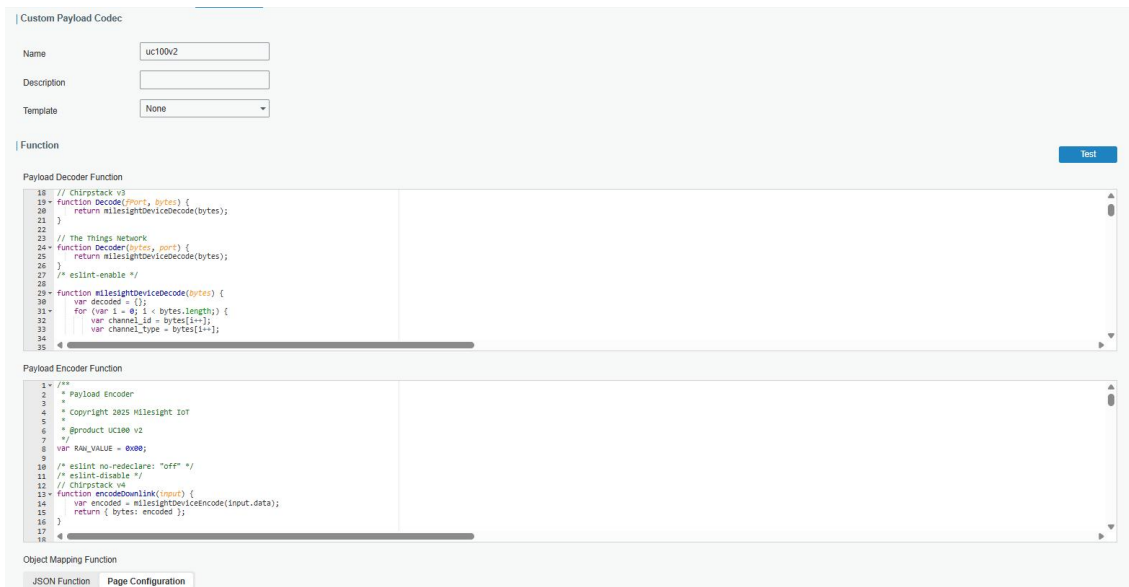 Custom Payload Codec
Name
uc100v2
Description
Template
None
Function
Test
Payload Decoder Function
18 // Chirpstack v3
19 function Decode(fPort, bytes) {
20 return milesightDeviceDecode(bytes);
21 }
22
23 // The Things Network
24 function Decoder(bytes, port) {
25 return milesightDeviceDecode(bytes);
26 }
27 /* eslint-enable */
28
29 function milesightDeviceDecode(bytes) {
30 var decoded = {};
31 for (var i = 0; i < bytes.length;) {
32 var channel_id = bytes[i++];
33 var channel_type = bytes[i++];
34
35
Payload Encoder Function
1 /**
2 * Payload Encoder
3 *
4 * Copyright 2025 Milesight IoT
5 *
6 * @product UC100 v2
7 */
8 var RAW_VALUE = 0x00;
9
10 /* eslint no-redeclare: "off" */
11 /* eslint-disable */
12 // Chirpstack v4
13 function encodeDownlink(input) {
14 var encoded = milesightDeviceEncode(input.data);
15 return { bytes: encoded };
16 }
17
18
Object Mapping Function
JSON Function Page Configuration